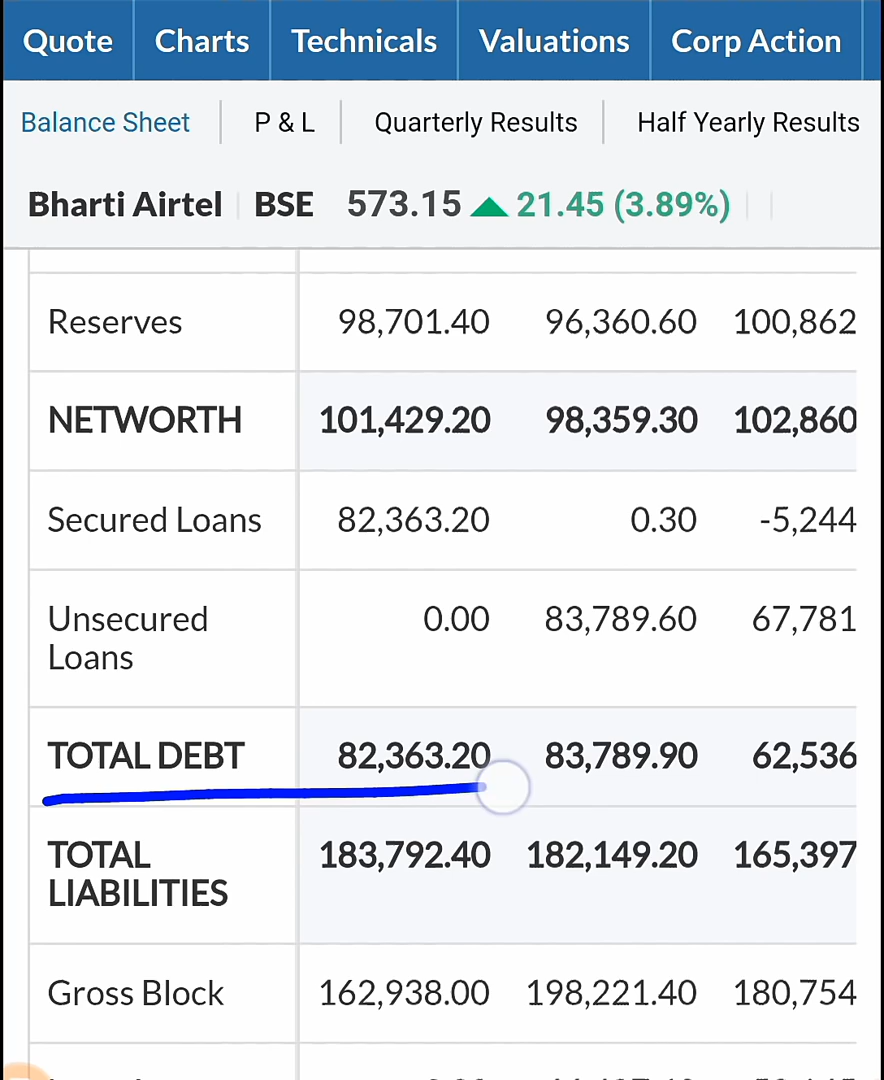 Quote Charts Technicals Valuations Corp Action
Balance Sheet P & L Quarterly Results Half Yearly Results
Bharti Airtel BSE 573.15 21.45 (3.89%)
Reserves 98,701.40 96,360.60 100,862
NETWORTH 101,429.20 98,359.30 102,860
Secured Loans 82,363.20 0.30 -5,244
Unsecured
Loans 0.00 83,789.60 67,781
TOTAL DEBT 82,363.20 83,789.90 62,536
TOTAL
LIABILITIES 183,792.40 182,149.20 165,397
Gross Block 162,938.00 198,221.40 180,754